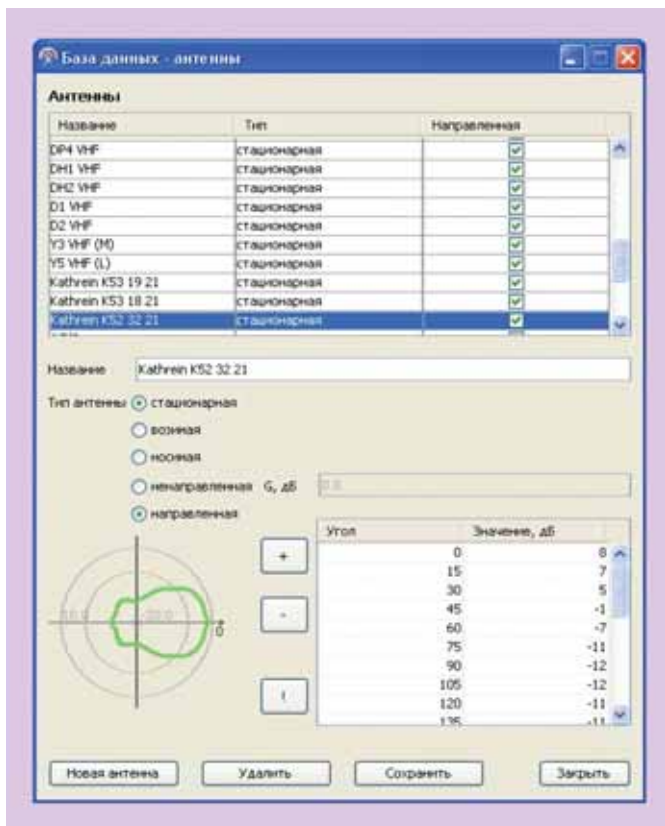 База данных - антенны
Антенны
Название Тип Направленная
DP4 VHF стационарная
DH1 VHF стационарная
DH2 VHF стационарная
D1 VHF стационарная
D2 VHF стационарная
Y3 VHF (M) стационарная
Y5 VHF (L) стационарная
Kathrein K53 19 21 стационарная
Kathrein K53 18 21 стационарная
Kathrein K52 32 21 стационарная
Название Kathrein K52 32 21
Тип антенны стационарная
возимая
носимая
ненаправленная G, дБ
направленная
Угол Значение, дБ
0 8
15 7
30 5
45 -1
60 -7
75 -11
90 -12
105 -12
120 -11
135 -11
0
+
-
Новая антенна Удалить Сохранить Закрыть